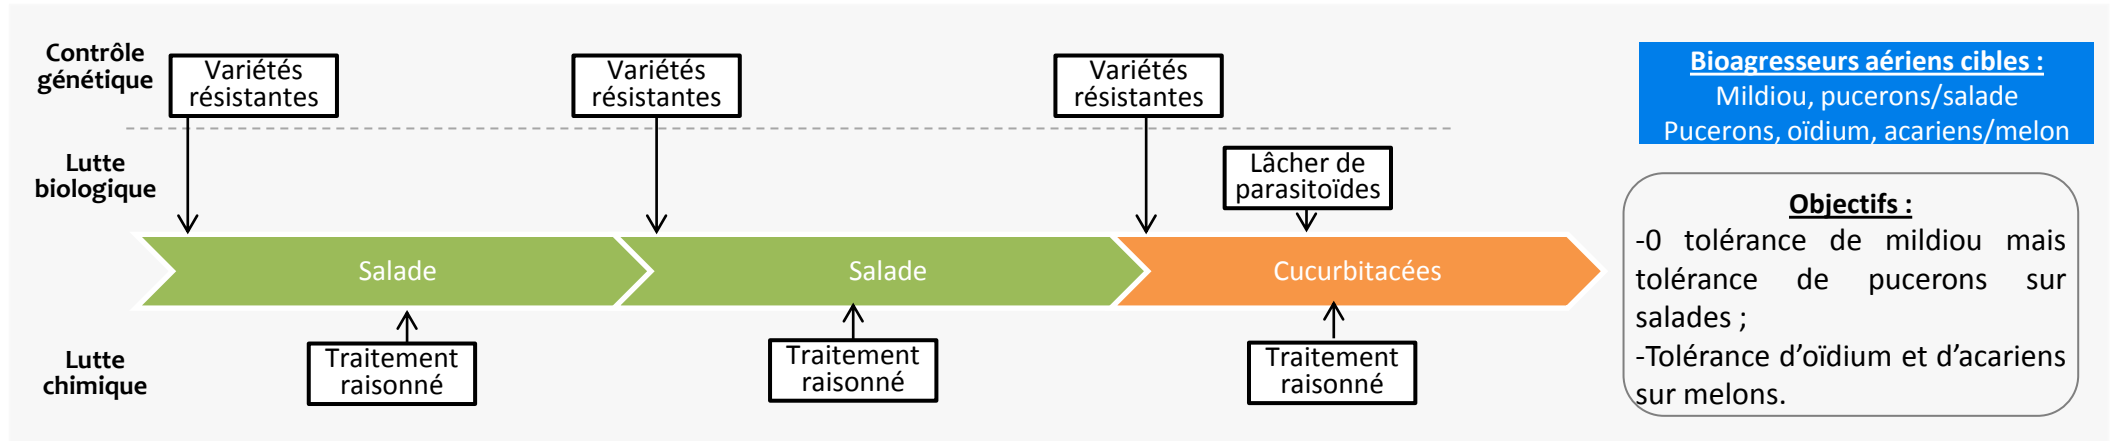 Contrôle
génétique
Variétés
résistantes
Variétés
résistantes
Variétés
résistantes
Lutte
biologique
Lâcher de
parasitoïdes
Salade
Salade
Cucurbitacées
Lutte
chimique
Traitement
raisonné
Traitement
raisonné
Traitement
raisonné
Bioagresseurs aériens cibles :
Mildiou, pucerons/salade
Pucerons, oïdium, acariens/melon
Objectifs :
-0 tolérance de mildiou mais
tolérance de pucerons sur
salades ;
-Tolérance d’oïdium et d’acariens
sur melons.